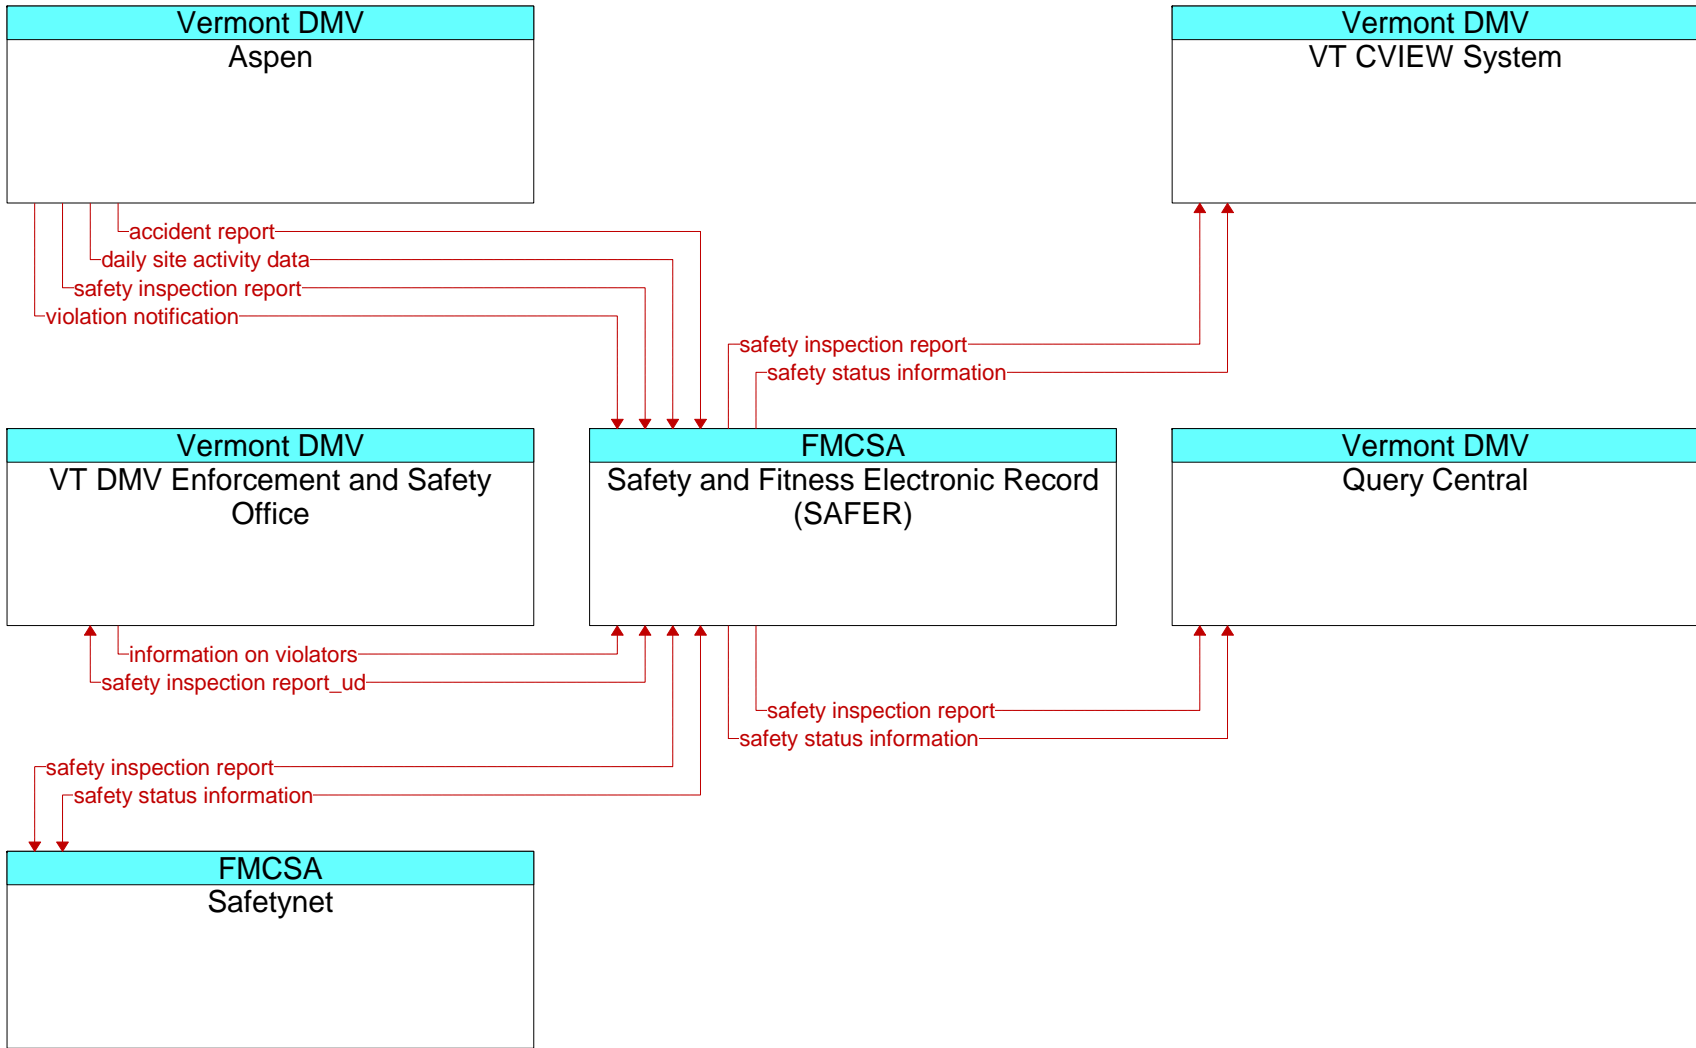 Vermont DMV
Aspen
Vermont DMV
VT CVIEW System
accident report
daily site activity data
safety inspection report
violation notification
safety inspection report
safety status information
Vermont DMV
VT DMV Enforcement and Safety
Office
FMCSA
Safety and Fitness Electronic Record
(SAFER)
Vermont DMV
Query Central
information on violators
safety inspection report_ud
safety inspection report
safety status information
safety inspection report
safety status information
FMCSA
Safetynet